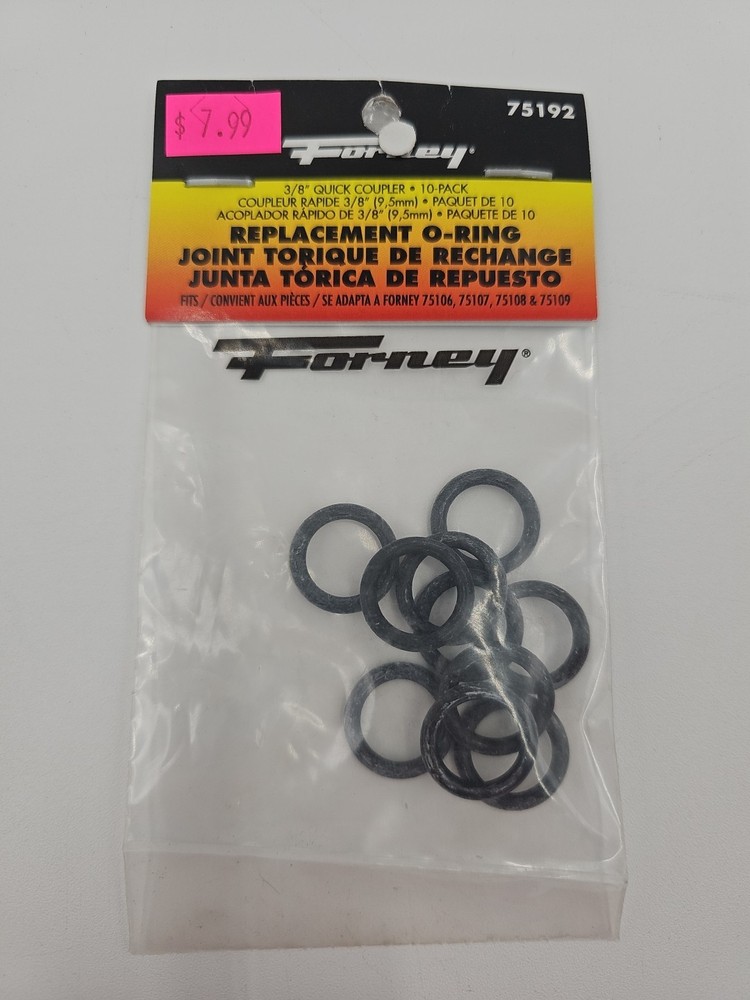 75192
$ 7.99
Forney®
3/8" QUICK COUPLER • 10-PACK
COUPLEUR RAPIDE 3/8" (9,5mm) • PAQUET DE 10
ACOPLADOR RÁPIDO DE 3/8" (9,5mm) • PAQUETE DE 10
REPLACEMENT O-RING
JOINT TORIQUE DE RECHANGE
JUNTA TÓRICA DE REPUESTO
FITS / CONVIENT AUX PIÈCES / SE ADAPTA A FORNEY 75106, 75107, 75108 & 75109
Forney®